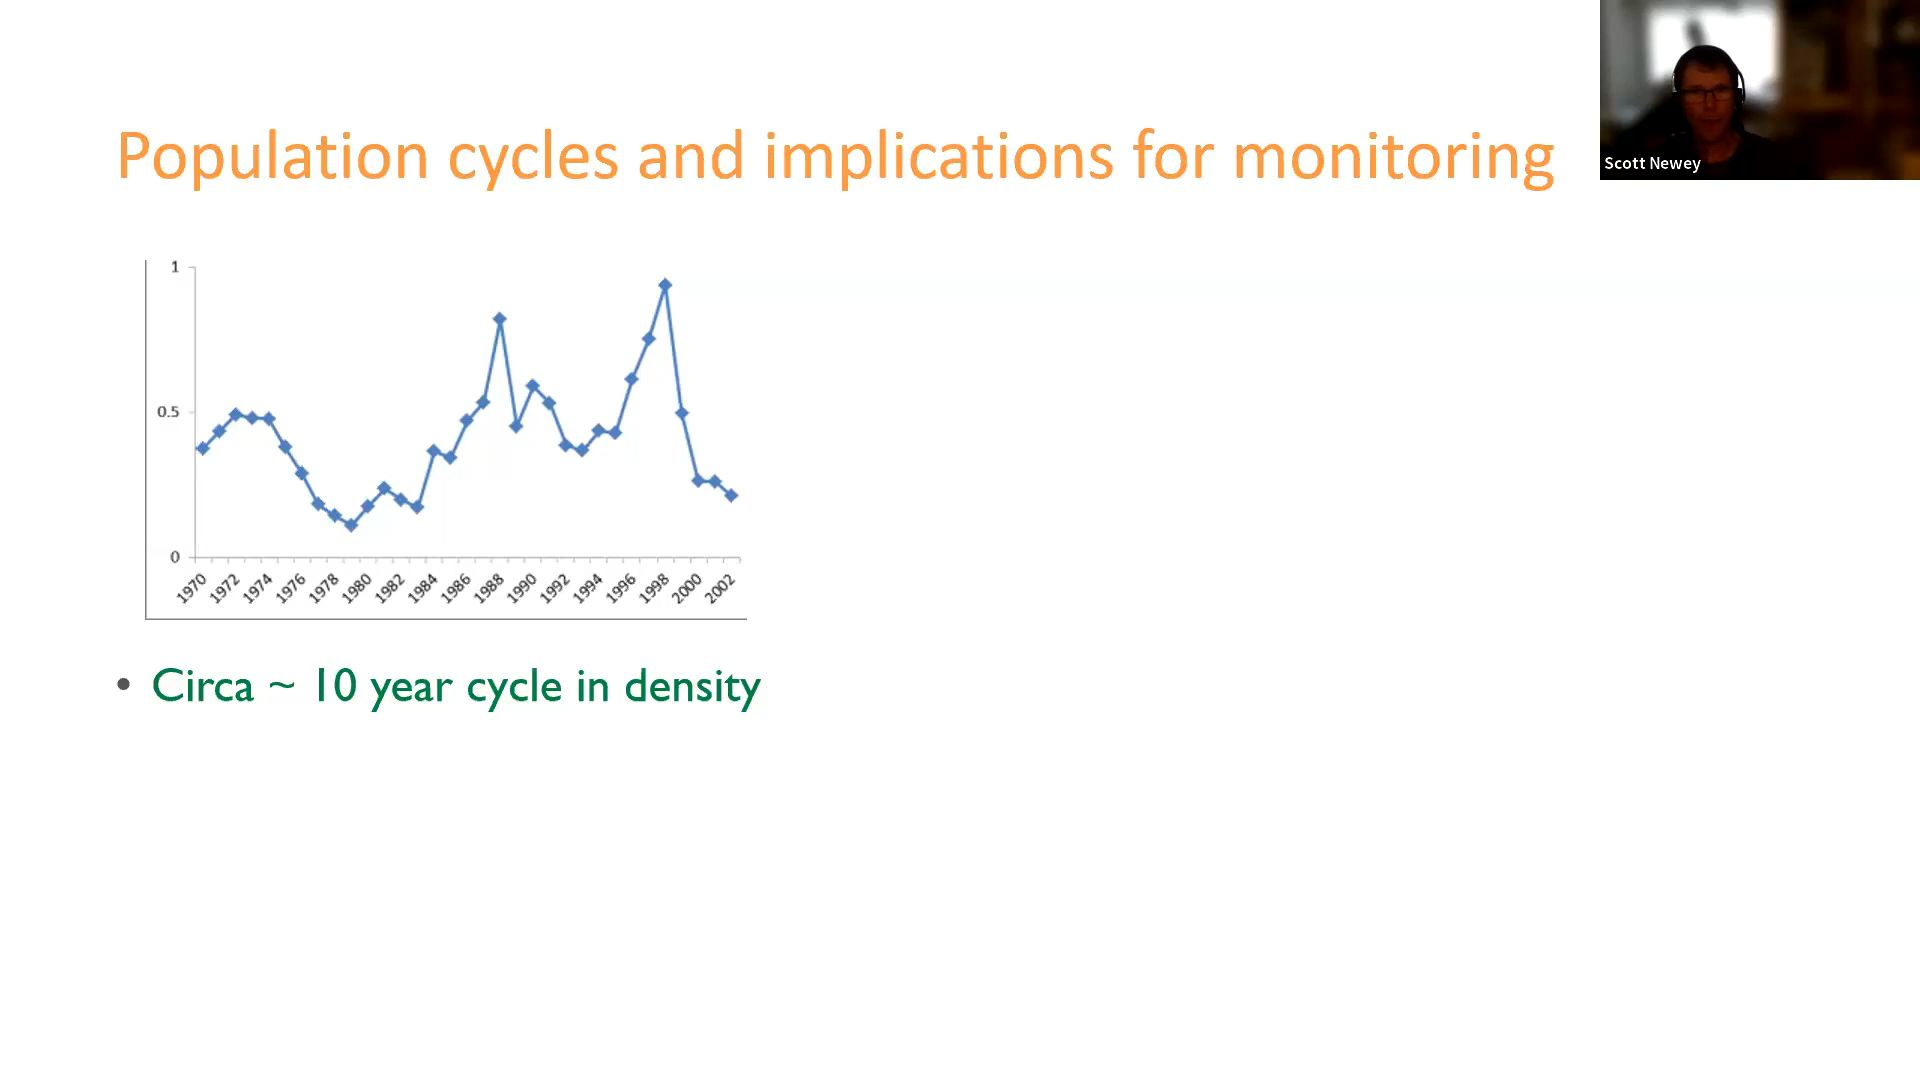 Population cycles and implications for monitoring
Scott Newey
1
0.5
0
1970 1972 1974 1976 1978 1980 1982 1984 1986 1988 1990 1992 1994 1996 1998 2000 2002
• Circa ~ 10 year cycle in density